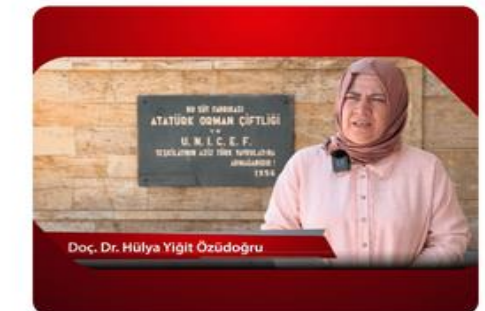 BU SÜT FABRİKASI
ATATÜRK ORMAN ÇİFTLİĞİ
VE
U. N. I. C. E. F.
TEŞKİLATININ AZİZ TÜRK YAVRULARINA
ARMAĞANIDIR !
1956
Doç. Dr. Hülya Yiğit Özüdoğru